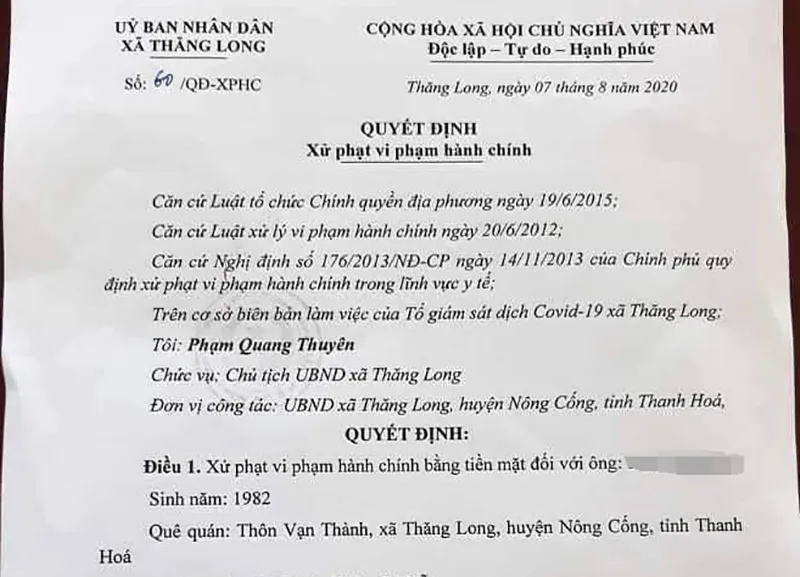 UỶ BAN NHÂN DÂN
XÃ THĂNG LONG
CỘNG HÒA XÃ HỘI CHỦ NGHĨA VIỆT NAM
Độc lập – Tự do – Hạnh phúc
Số: 60 /QĐ-XPHC
Thăng Long, ngày 07 tháng 8 năm 2020
QUYẾT ĐỊNH
Xử phạt vi phạm hành chính
Căn cứ Luật tổ chức Chính quyền địa phương ngày 19/6/2015;
Căn cứ Luật xử lý vi phạm hành chính ngày 20/6/2012;
Căn cứ Nghị định số 176/2013/NĐ-CP ngày 14/11/2013 của Chính phủ quy
định xử phạt vi phạm hành chính trong lĩnh vực y tế;
Trên cơ sở biên bản làm việc của Tổ giám sát dịch Covid-19 xã Thăng Long;
Tôi: Phạm Quang Thuyên
Chức vụ: Chủ tịch UBND xã Thăng Long
Đơn vị công tác: UBND xã Thăng Long, huyện Nông Cống, tỉnh Thanh Hoá,
QUYẾT ĐỊNH:
Điều 1. Xử phạt vi phạm hành chính bằng tiền mặt đối với ông:
Sinh năm: 1982
Quê quán: Thôn Vạn Thành, xã Thăng Long, huyện Nông Cống, tỉnh Thanh
Hoá